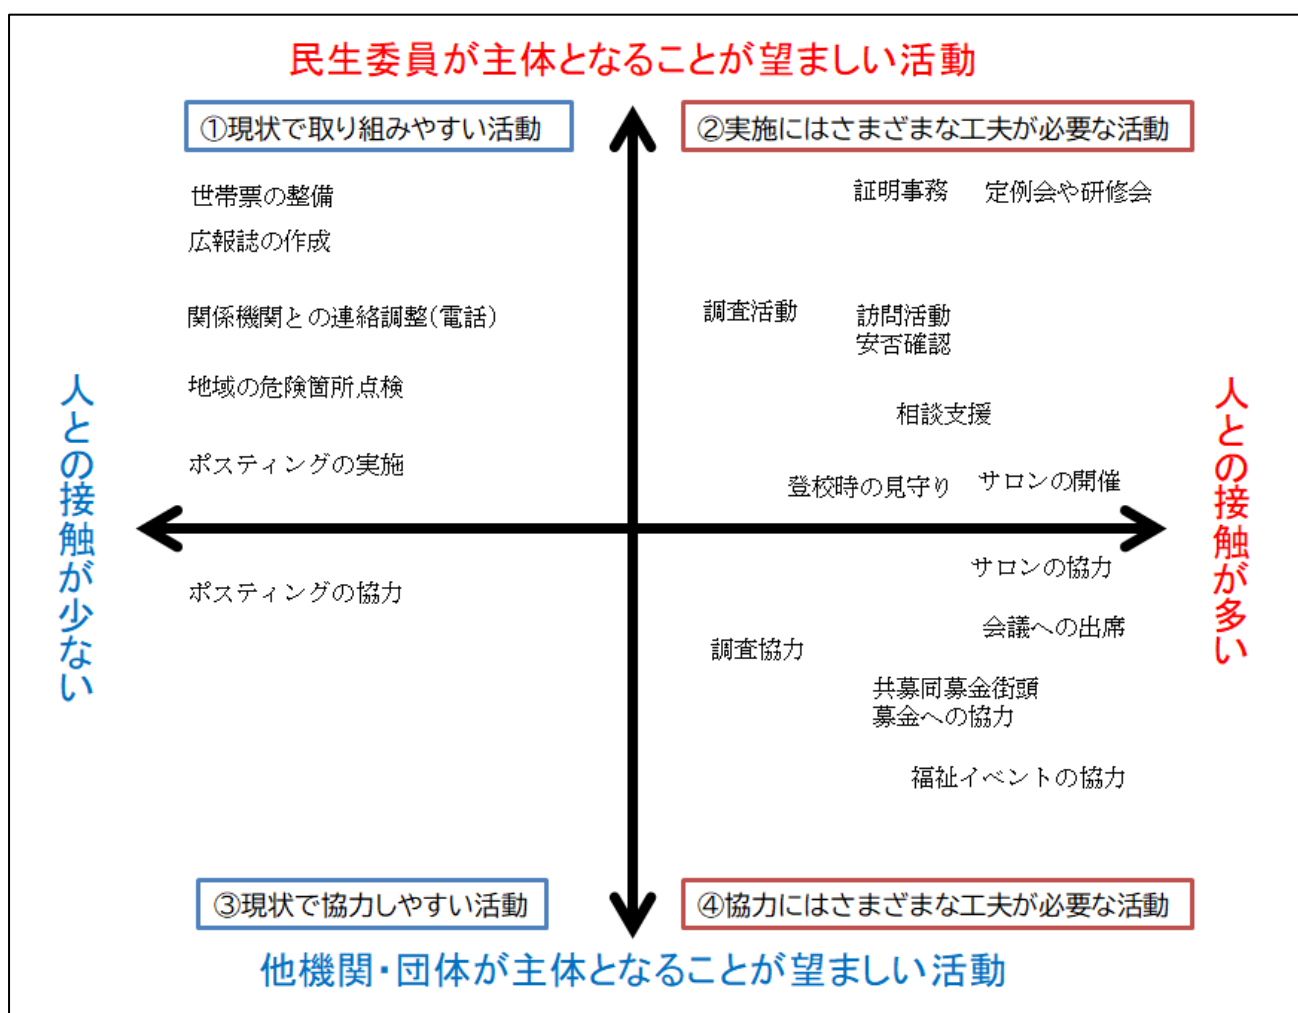 民生委員が主体となることが望ましい活動
①現状で取り組みやすい活動
②実施にはさまざまな工夫が必要な活動
世帯票の整備
広報誌の作成
関係機関との連絡調整(電話)
地域の危険箇所点検
ポスティングの実施
証明事務
定例会や研修会
調査活動
訪問活動
安否確認
相談支援
登校時の見守り
サロンの開催
人との接触が少ない
人との接触が多い
ポスティングの協力
サロンの協力
会議への出席
調査協力
共募同募金街頭
募金への協力
福祉イベントの協力
③現状で協力しやすい活動
④協力にはさまざまな工夫が必要な活動
他機関・団体が主体となることが望ましい活動